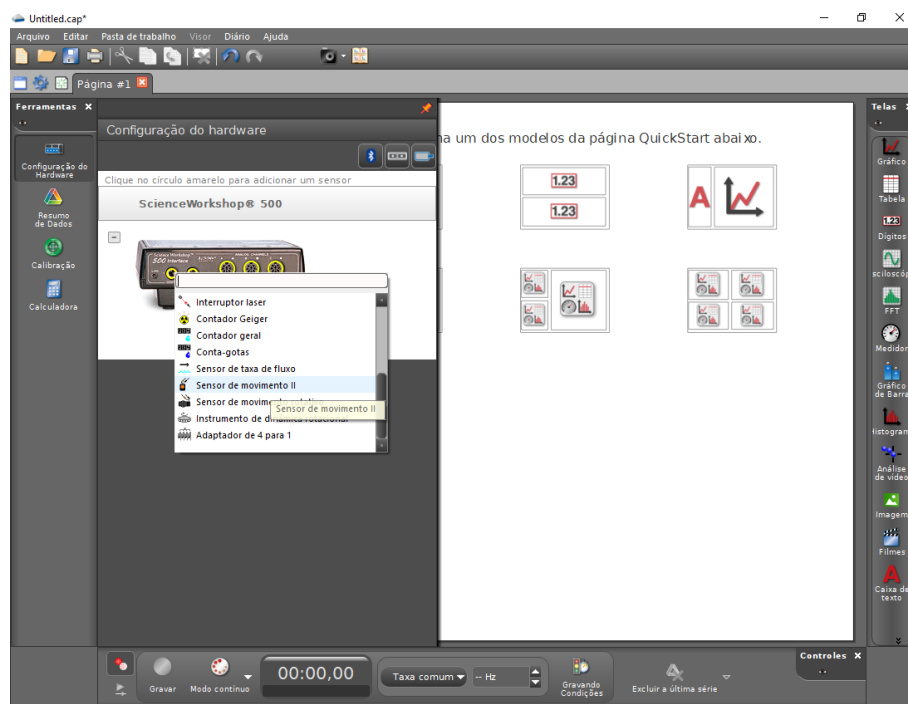 Untitled.cap*
Arquivo Editar Pasta de trabalho Visor Diário Ajuda
Página #1
Ferramentas
Configuração do
Hardware
Resumo
de Dados
Calibração
Calculadora
Configuração do hardware
Clique no círculo amarelo para adicionar um sensor
ScienceWorkshop® 500
Interruptor laser
Contador Geiger
Contador geral
Conta-gotas
Sensor de taxa de fluxo
Sensor de movimento II
Sensor de movimento
Sensor de movimento II
Instrumento de dinâmica rotacional
Adaptador de 4 para 1
um dos modelos da página QuickStart abaixo.
1.23
1.23
A
Telas
Gráfico
Tabela
1.23
Dígitos
sciloscóp
FFT
Medidor
Gráfico
de Barra
Histogram
Análise
de vídeo
Imagem
Filmes
A
Caixa de
texto
Controles
Gravar
Modo contínuo
00:00,00
Taxa comum
-- Hz
Gravando
Condições
Excluir a última série